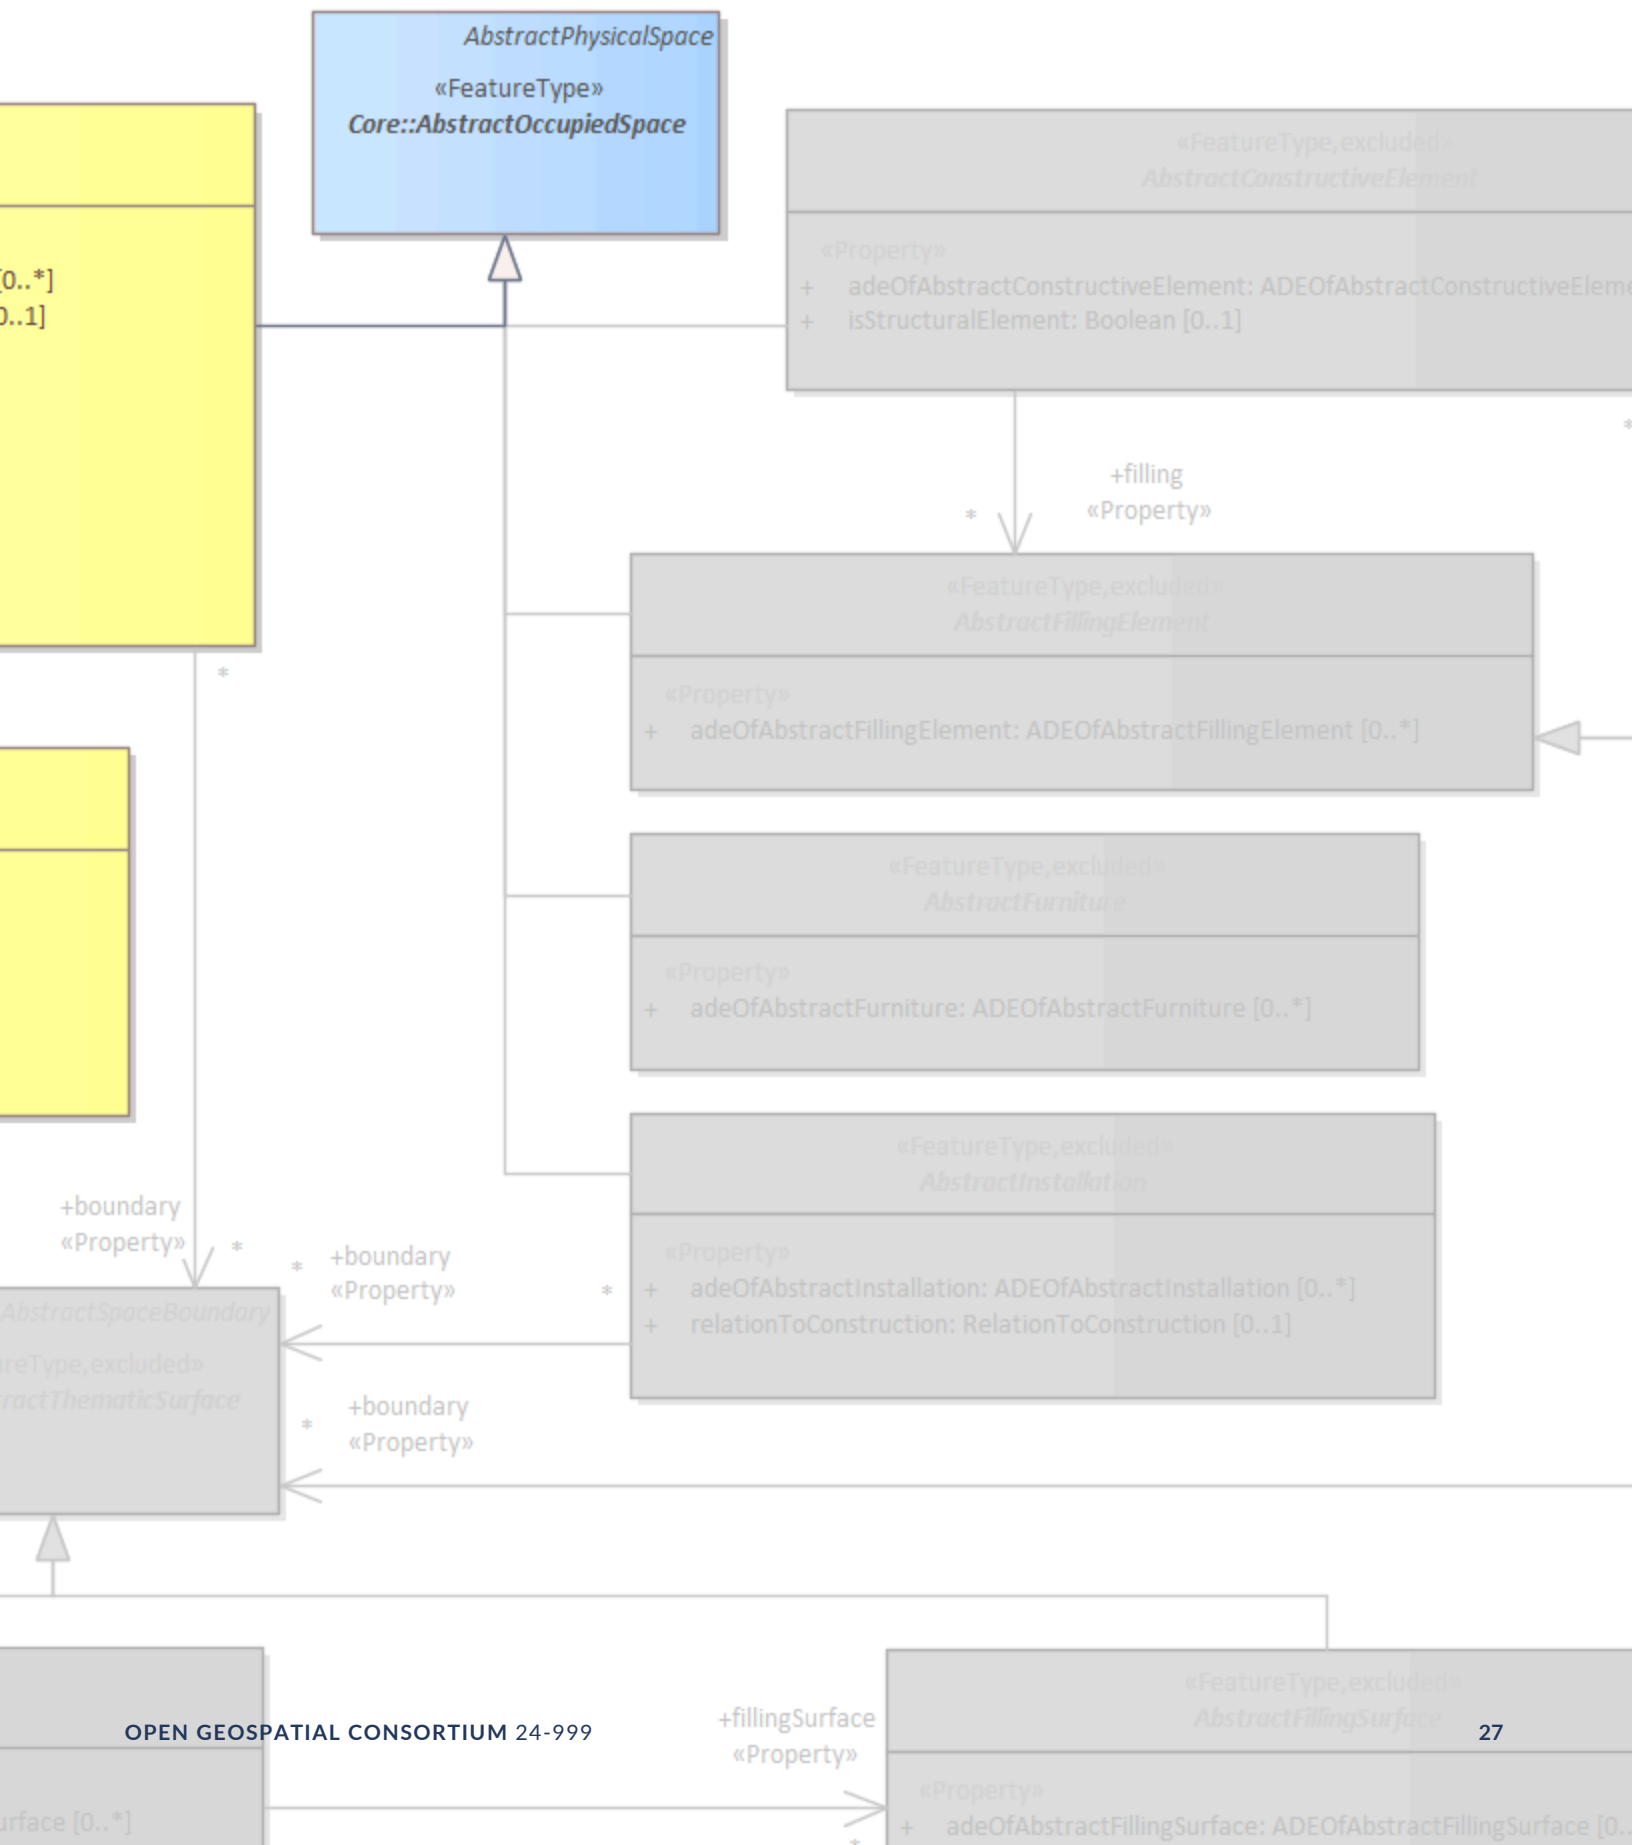 AbstractPhysicalSpace
«FeatureType»
Core::AbstractOccupiedSpace
[0..*]
0..1]
«FeatureType,excluded»
AbstractConstructiveElement
«Property»
+ adeOfAbstractConstructiveElement: ADEOfAbstractConstructiveEleme
+ isStructuralElement: Boolean [0..1]
*
+filling
«Property»
*
«FeatureType,excluded»
AbstractFillingElement
«Property»
+ adeOfAbstractFillingElement: ADEOfAbstractFillingElement [0..*]
*
«FeatureType,excluded»
AbstractFurniture
«Property»
+ adeOfAbstractFurniture: ADEOfAbstractFurniture [0..*]
«FeatureType,excluded»
AbstractInstallation
«Property»
+ adeOfAbstractInstallation: ADEOfAbstractInstallation [0..*]
+ relationToConstruction: RelationToConstruction [0..1]
+boundary
«Property»
*
*
+boundary
«Property»
*
AbstractSpaceBoundary
ureType,excluded»
ractThematicSurface
+boundary
«Property»
*
«FeatureType,excluded»
AbstractFillingSurface
«Property»
+ adeOfAbstractFillingSurface: ADEOfAbstractFillingSurface [0..
+fillingSurface
«Property»
*
urface [0..*]
OPEN GEOSPATIAL CONSORTIUM 24-999
27